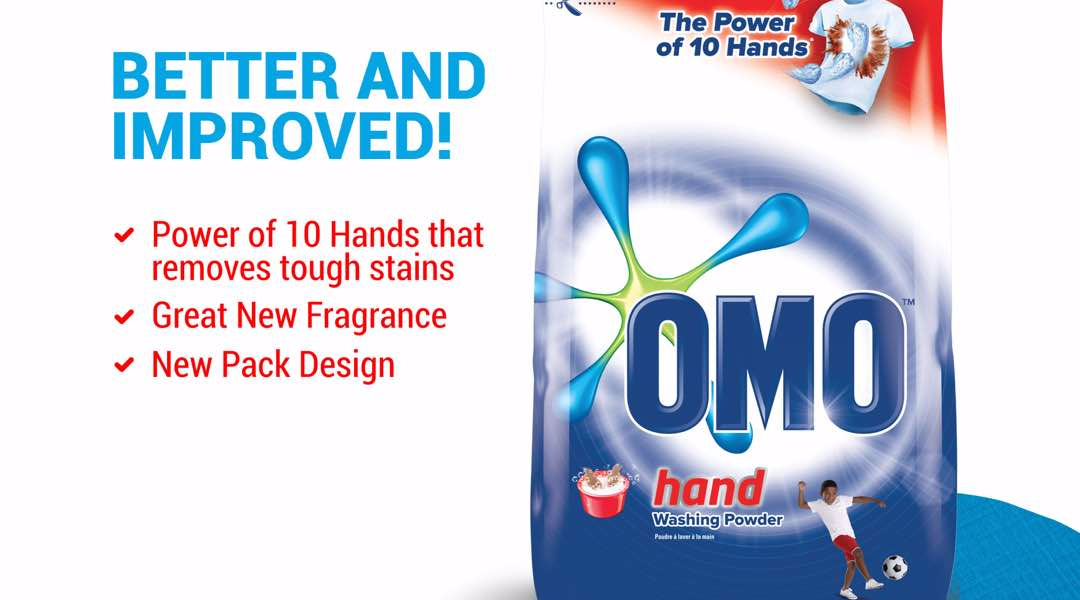 BETTER AND
IMPROVED!
Power of 10 Hands that
removes tough stains
Great New Fragrance
New Pack Design
The Power
of 10 Hands*
OMO™
hand
Washing Powder
Poudre à laver à la main